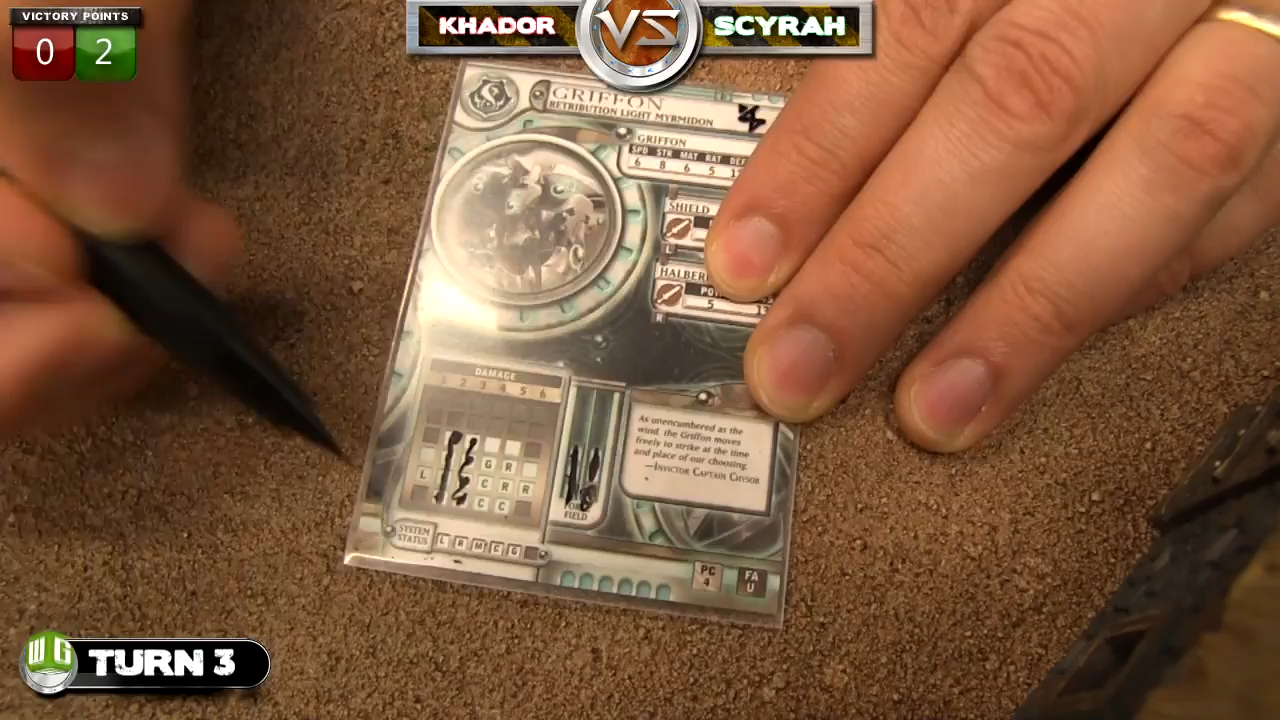 VICTORY POINTS
0 2
KHADOR VS SCYRAH
GRIFFON
RETRIBUTION LIGHT MYRMIDON
GRIFFON
SPD STR MAT RAT
6 8 6 5
SHIELD
L
5
R
DAMAGE
1 2 3 4 5 6
G R
L C R R
C C
FIELD
As unencumbered as the
wind, the Griffon moves
freely to strike at the time
and place of our choosing.
—Invictor Captain Chysor
SYSTEM
STATUS
L R M C G
PC
4
FA
U
WG TURN 3